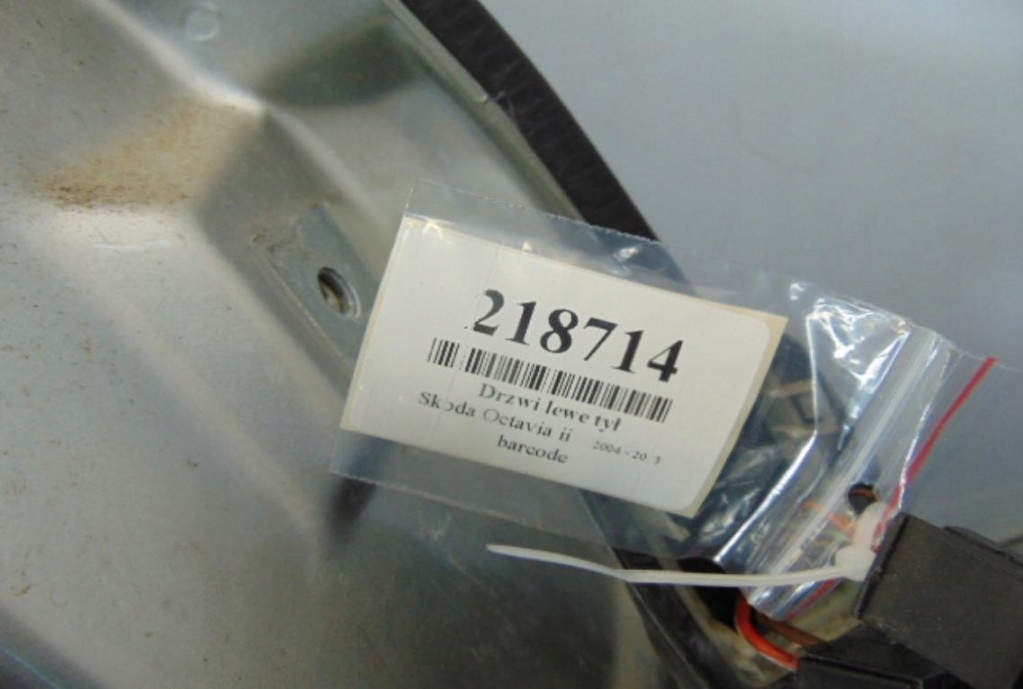 218714
Drzwi lewe tył
Skoda Octavia ii 2004 - 20 3
barcode